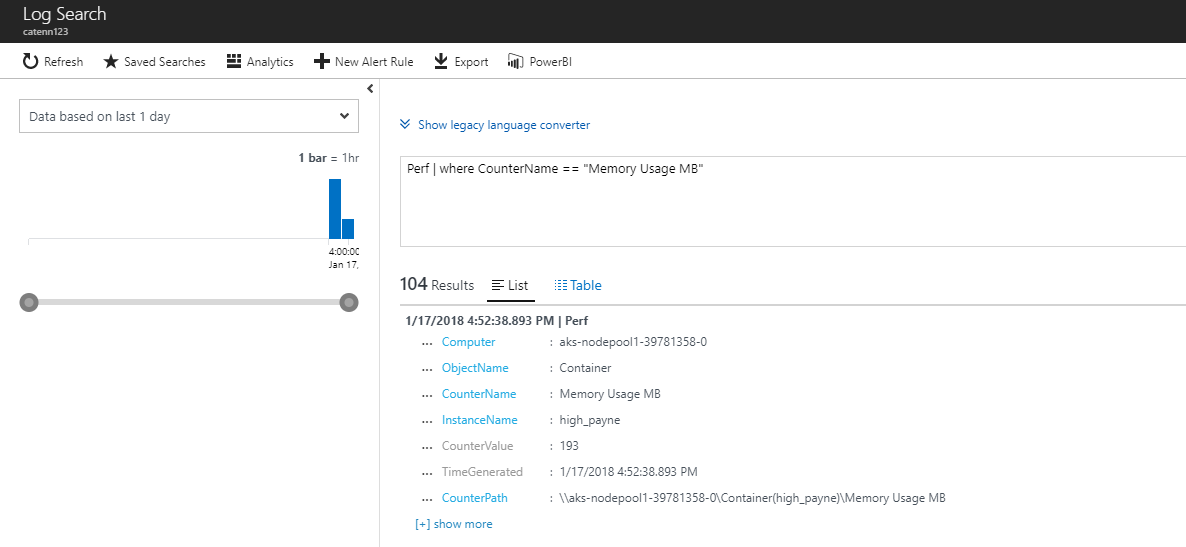 Log Search
catenn123
Refresh Saved Searches Analytics New Alert Rule Export PowerBI
Data based on last 1 day
1 bar = 1hr
4:00:00
Jan 17,
Show legacy language converter
Perf | where CounterName == "Memory Usage MB"
104 Results List Table
1/17/2018 4:52:38.893 PM | Perf
... Computer : aks-nodepool1-39781358-0
... ObjectName : Container
... CounterName : Memory Usage MB
... InstanceName : high_payne
... CounterValue : 193
... TimeGenerated : 1/17/2018 4:52:38.893 PM
... CounterPath : \\aks-nodepool1-39781358-0\Container(high_payne)\Memory Usage MB
[+] show more